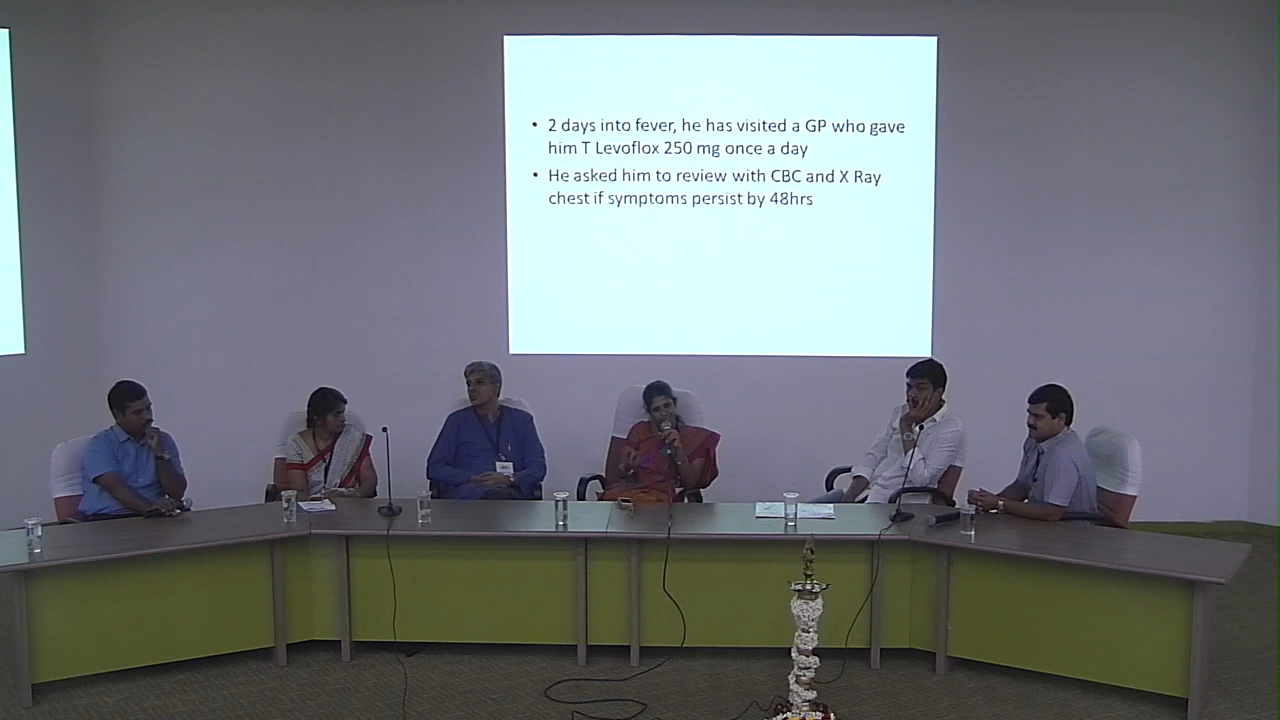 • 2 days into fever, he has visited a GP who gave
him T Levoflox 250 mg once a day
• He asked him to review with CBC and X Ray
chest if symptoms persist by 48hrs